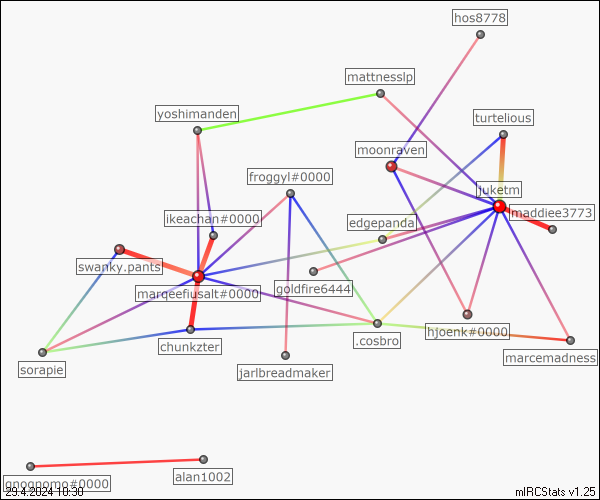 hos8778
mattnesslp
yoshimanden
turtelious
moonraven
froggyl#0000
juketm
maddiee3773
ikeachan#0000
edgepanda
swanky.pants
goldfire6444
marqeefiusalt#0000
hjoenk#0000
chunkzter
.cosbro
marcemadness
sorapie
jarlbreadmaker
alan1002
gnognomo#0000
29.4.2024 10:30
mIRCStats v1.25